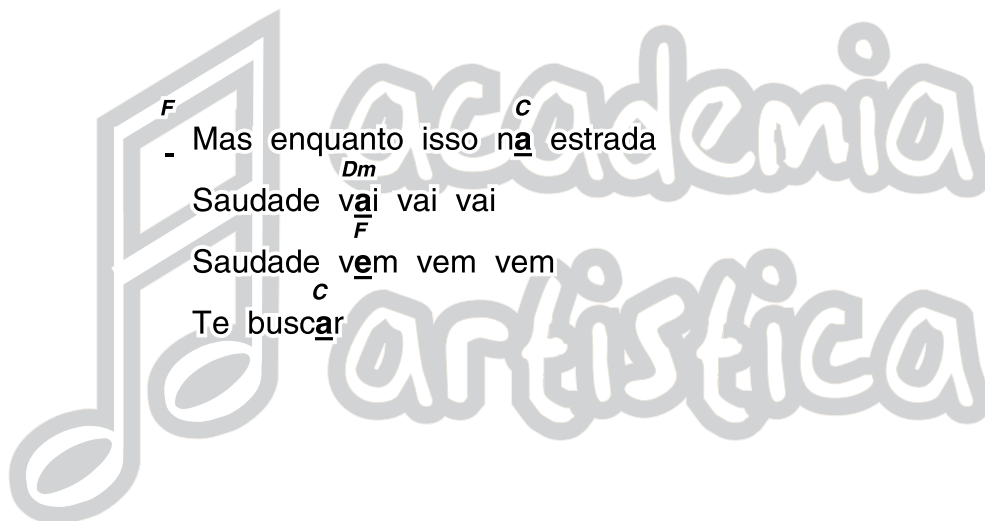 F C
_ Mas enquanto isso na estrada
Dm
Saudade vai vai vai
F
Saudade vem vem vem
C
Te buscar
academia
artistica